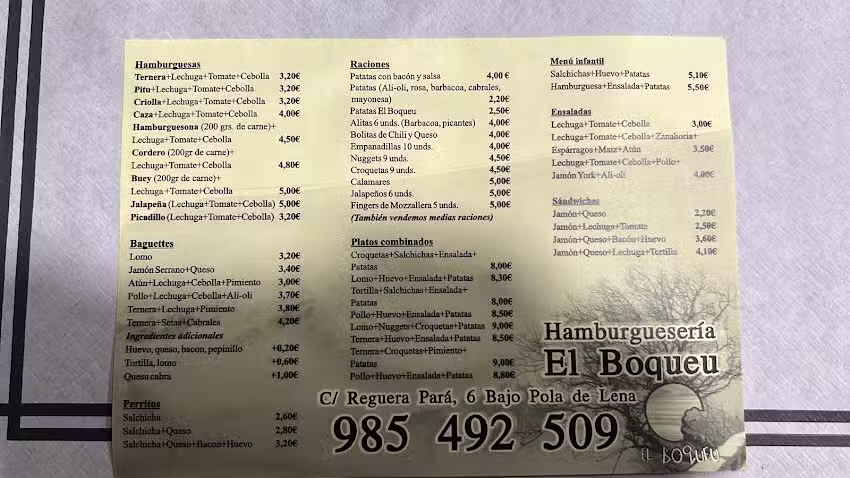 Hamburguesas
Ternera+Lechuga+Tomate+Cebolla 3,20€
Pitu+Lechuga+Tomate+Cebolla 3,20€
Criolla+Lechuga+Tomate+Cebolla 3,20€
Caza+Lechuga+Tomate+Cebolla 4,00€
Hamburguesona (200 grs. de carne)+
Lechuga+Tomate+Cebolla 4,50€
Cordero (200gr de carne)+
Lechuga+Tomate+Cebolla 4,80€
Buey (200gr de carne)+
Lechuga+Tomate+Cebolla 5,00€
Jalapeña (Lechuga+Tomate+Cebolla) 5,00€
Picadillo (Lechuga+Tomate+Cebolla) 3,20€
Baguettes
Lomo 3,20€
Jamón Serrano+Queso 3,40€
Atún+Lechuga+Cebolla+Pimiento 3,00€
Pollo+Lechuga+Cebolla+Ali-oli 3,70€
Ternera+Lechuga+Pimiento 3,80€
Ternera+Setas+Cabrales 4,20€
Ingredientes adicionales
Huevo, queso, bacon, pepinillo +0,20€
Tortilla, lomo +0,60€
Quesu cabra +1,00€
Perritos
Salchicha 2,60€
Salchicha+Queso 2,80€
Salchicha+Queso+Bacon+Huevo 3,20€
Raciones
Patatas con bacón y salsa 4,00 €
Patatas (Ali-oli, rosa, barbacoa, cabrales,
mayonesa) 2,20€
Patatas El Boqueu 2,50€
Alitas 6 unds. (Barbacoa, picantes) 4,00€
Bolitas de Chili y Queso 4,00€
Empanadillas 10 unds. 4,00€
Nuggets 9 unds. 4,50€
Croquetas 9 unds. 4,50€
Calamares 5,00€
Jalapeños 6 unds. 5,00€
Fingers de Mozzallera 5 unds. 5,00€
(También vendemos medias raciones)
Platos combinados
Croquetas+Salchichas+Ensalada+
Patatas 8,00€
Lomo+Huevo+Ensalada+Patatas 8,30€
Tortilla+Salchichas+Ensalada+
Patatas 8,00€
Pollo+Huevo+Ensalada+Patatas 8,50€
Lomo+Nuggets+Croquetas+Patatas 9,00€
Ternera+Huevo+Ensalada+Patatas 8,50€
Ternera+Croquetas+Pimiento+
Patatas 9,00€
Pollo+Huevo+Ensalada+Patatas 8,80€
Menú infantil
Salchichas+Huevo+Patatas 5,10€
Hamburguesa+Ensalada+Patatas 5,50€
Ensaladas
Lechuga+Tomate+Cebolla 3,00€
Lechuga+Tomate+Cebolla+Zanahoria+
Espárragos+Maiz+Atún 3,50€
Lechuga+Tomate+Cebolla+Pollo+
Jamón York+Ali-oli 4,00€
Sándwiches
Jamón+Queso 2,20€
Jamón+Lechuga+Tomate 2,50€
Jamón+Queso+Bacón+Huevo 3,60€
Jamón+Queso+Lechuga+Tortilla 4,10€
Hamburguesería
El Boqueu
C/ Reguera Pará, 6 Bajo Pola de Lena
985 492 509
EL BOQUEU